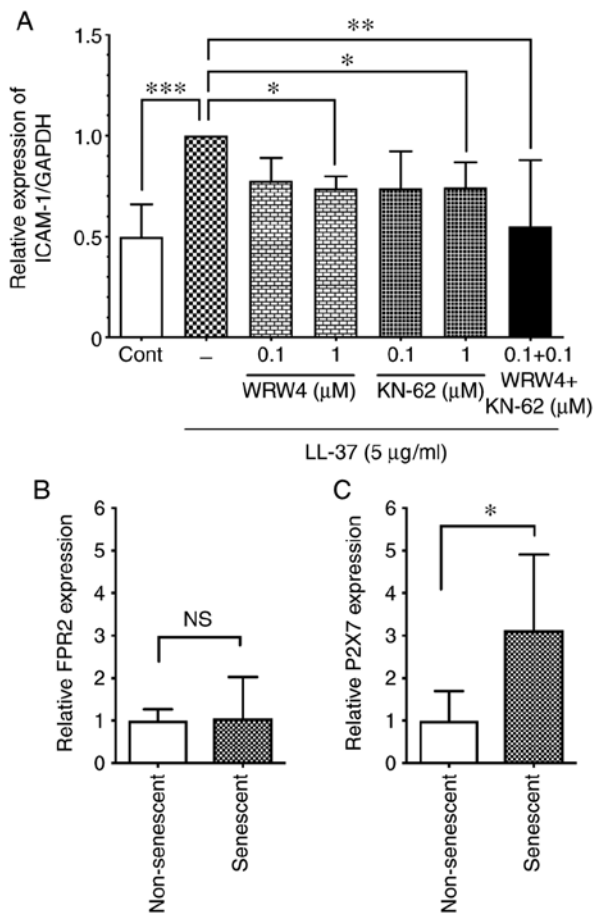 A
Relative expression of
ICAM-1/GAPDH
1.5
1.0
0.5
0
***
*
*
**
Cont
–
0.1
1
0.1
1
0.1+0.1
WRW4 (μM)
KN-62 (μM)
WRW4+
KN-62 (μM)
LL-37 (5 μg/ml)
B
Relative FPR2 expression
6
5
4
3
2
1
0
NS
Non-senescent
Senescent
C
Relative P2X7 expression
6
5
4
3
2
1
0
*
Non-senescent
Senescent